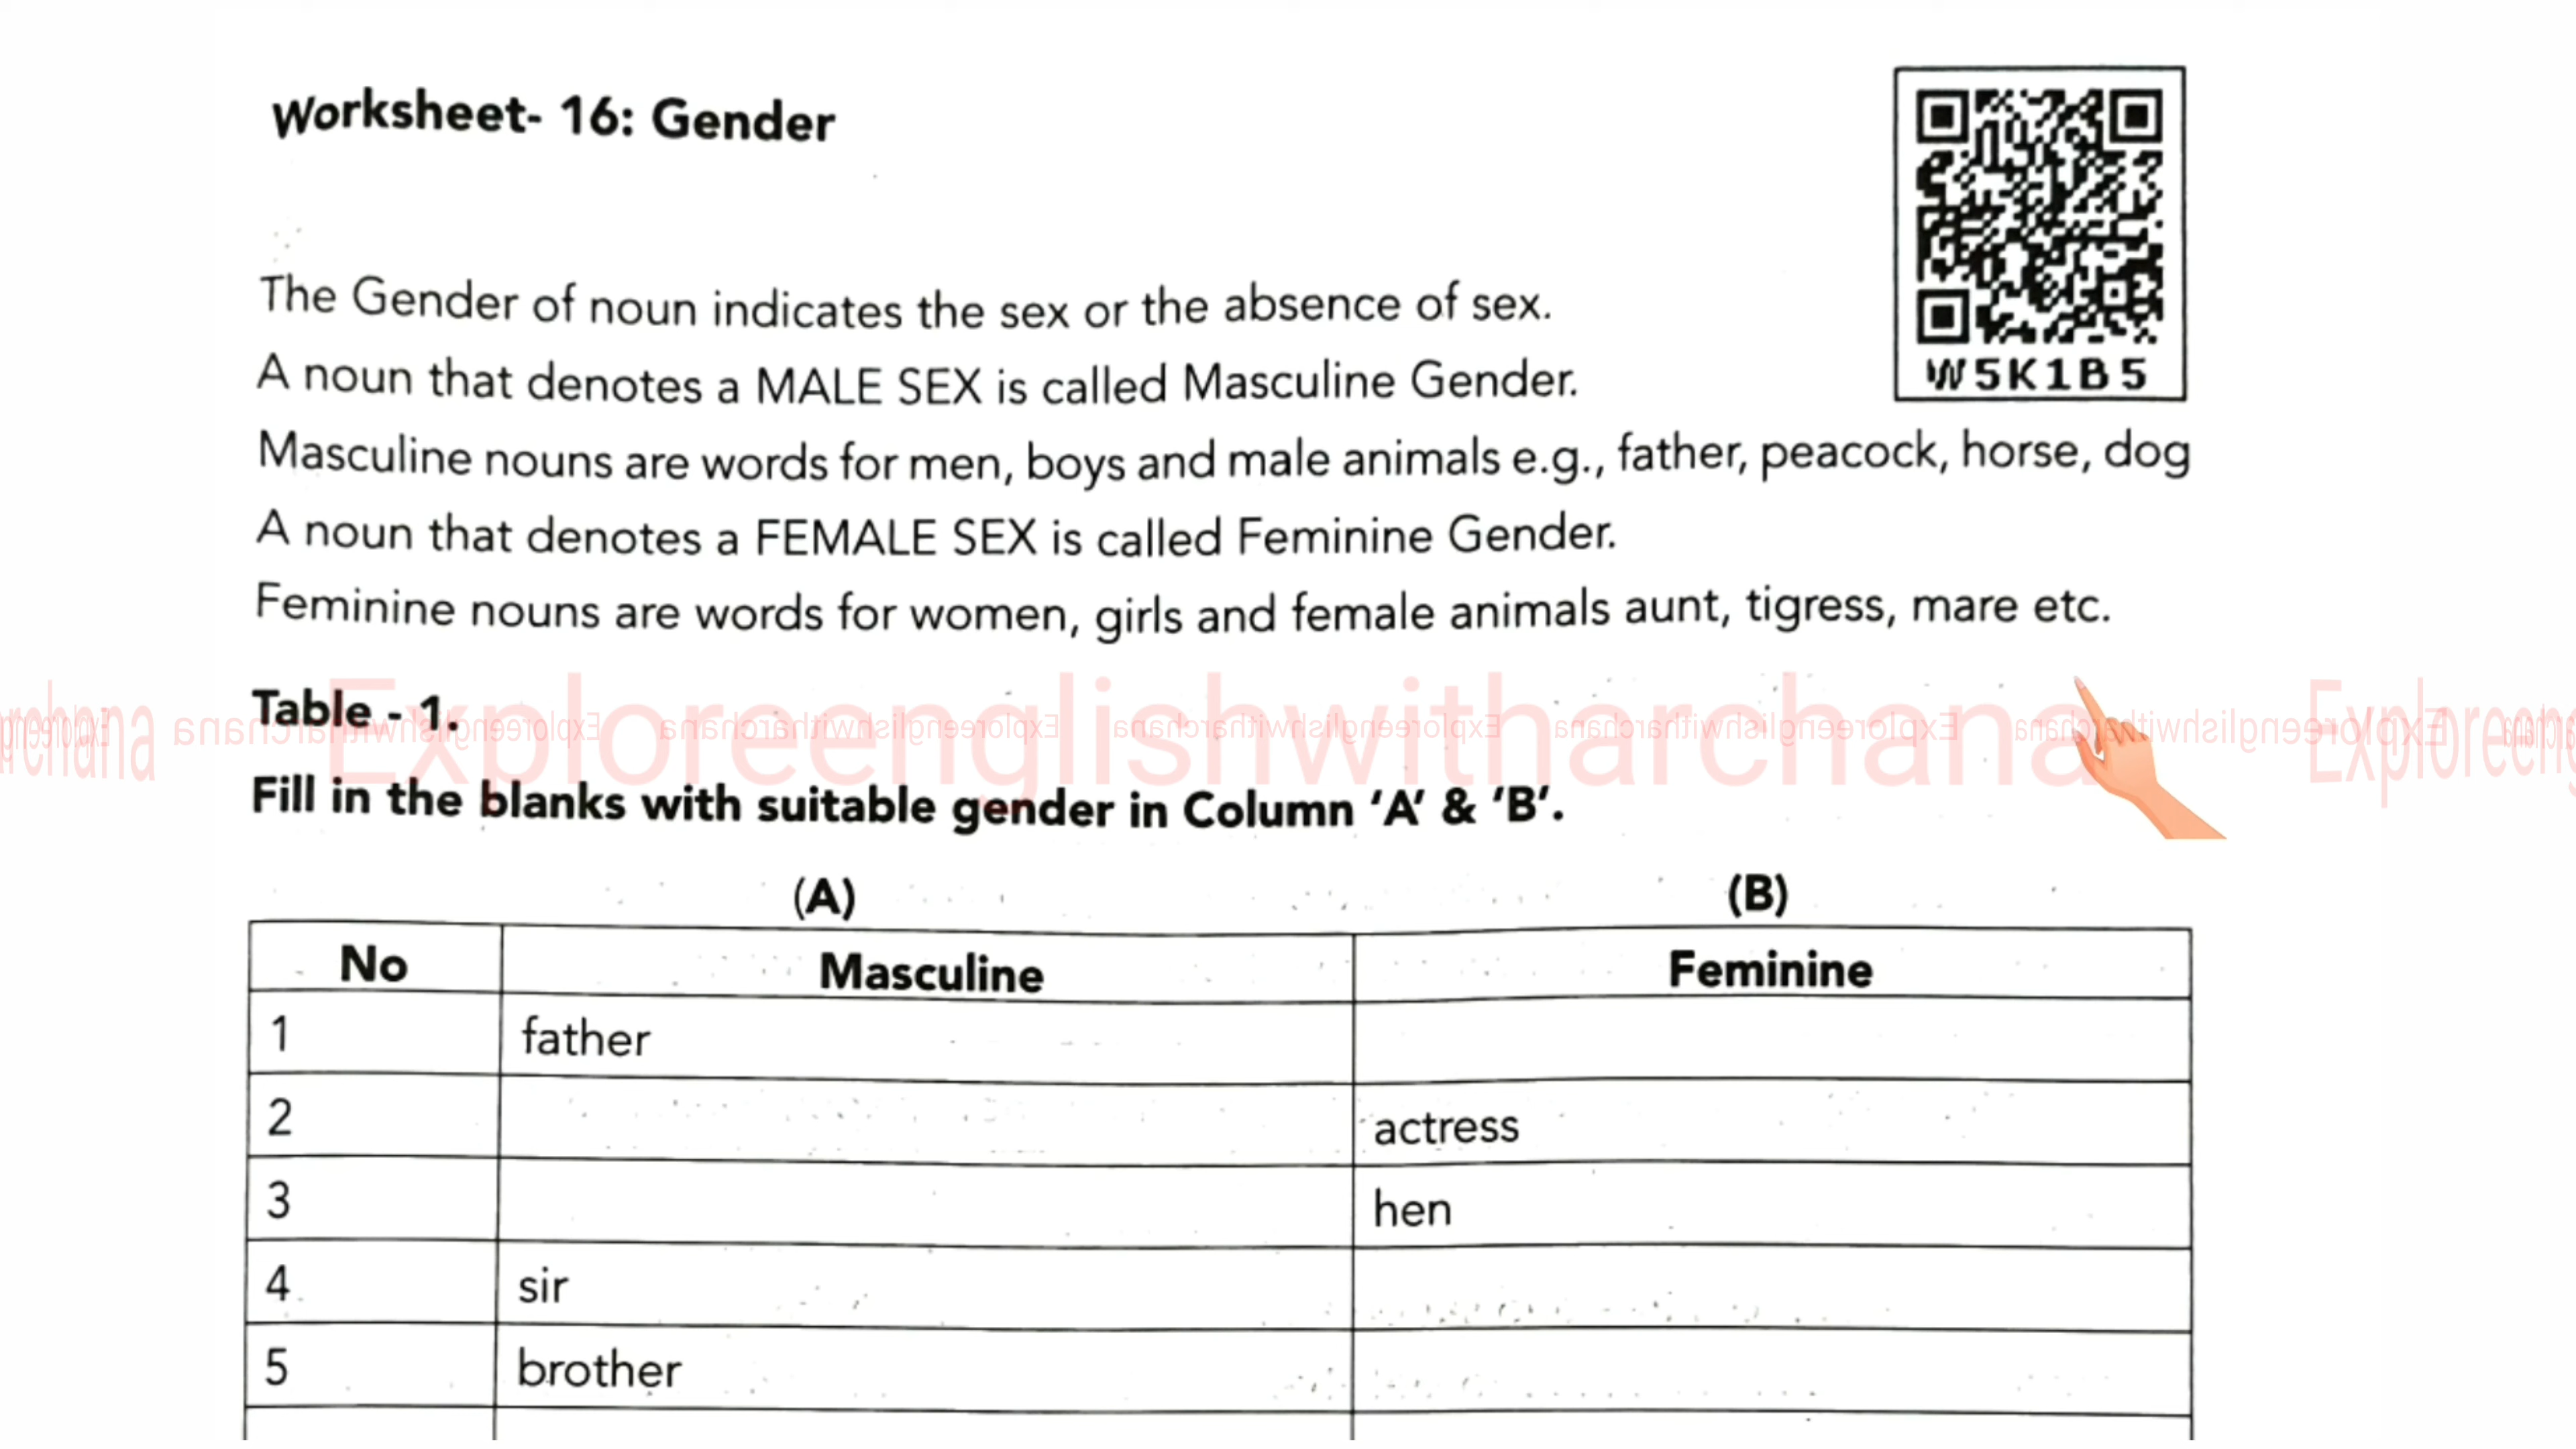 Worksheet- 16: Gender
W5K1B5
The Gender of noun indicates the sex or the absence of sex.
A noun that denotes a MALE SEX is called Masculine Gender.
Masculine nouns are words for men, boys and male animals e.g., father, peacock, horse, dog
A noun that denotes a FEMALE SEX is called Feminine Gender.
Feminine nouns are words for women, girls and female animals aunt, tigress, mare etc.
Exploreenglishwitharchana
Table - 1.
Fill in the blanks with suitable gender in Column 'A' & 'B'.
(A) (B)
No Masculine Feminine
1 father
2 actress
3 hen
4 sir
5 brother